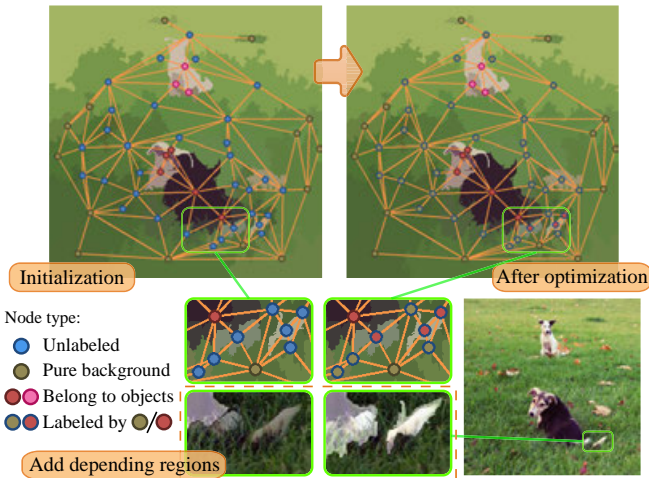 Initialization
After optimization
Node type:
Unlabeled
Pure background
Belong to objects
Labeled by /
Add depending regions